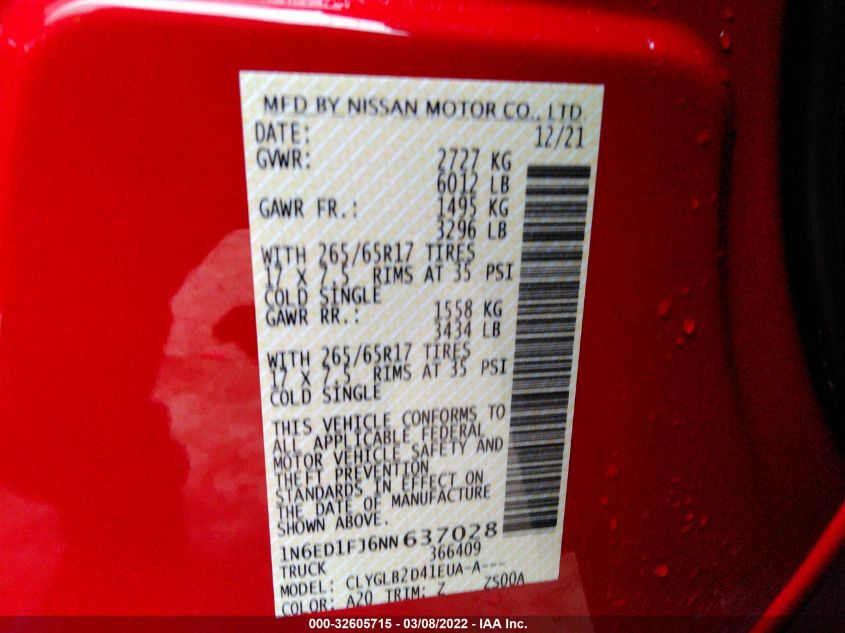 MFD BY NISSAN MOTOR CO., LTD.
DATE: 12/21
GVWR: 2727 KG
6012 LB
GAWR FR.: 1495 KG
3296 LB
WITH 265/65R17 TIRES
17 X 7.5 RIMS AT 35 PSI
COLD SINGLE
GAWR RR.: 1558 KG
3434 LB
WITH 265/65R17 TIRES
17 X 7.5 RIMS AT 35 PSI
COLD SINGLE
THIS VEHICLE CONFORMS TO
ALL APPLICABLE FEDERAL
MOTOR VEHICLE SAFETY AND
THEFT PREVENTION
STANDARDS IN EFFECT ON
THE DATE OF MANUFACTURE
SHOWN ABOVE.
1N6ED1FJ6NN637028
TRUCK 366409
MODEL: CLYGLB2D41EUA-A---
COLOR: A20 TRIM: Z ZS00A
000-32605715 - 03/08/2022 - IAA Inc.